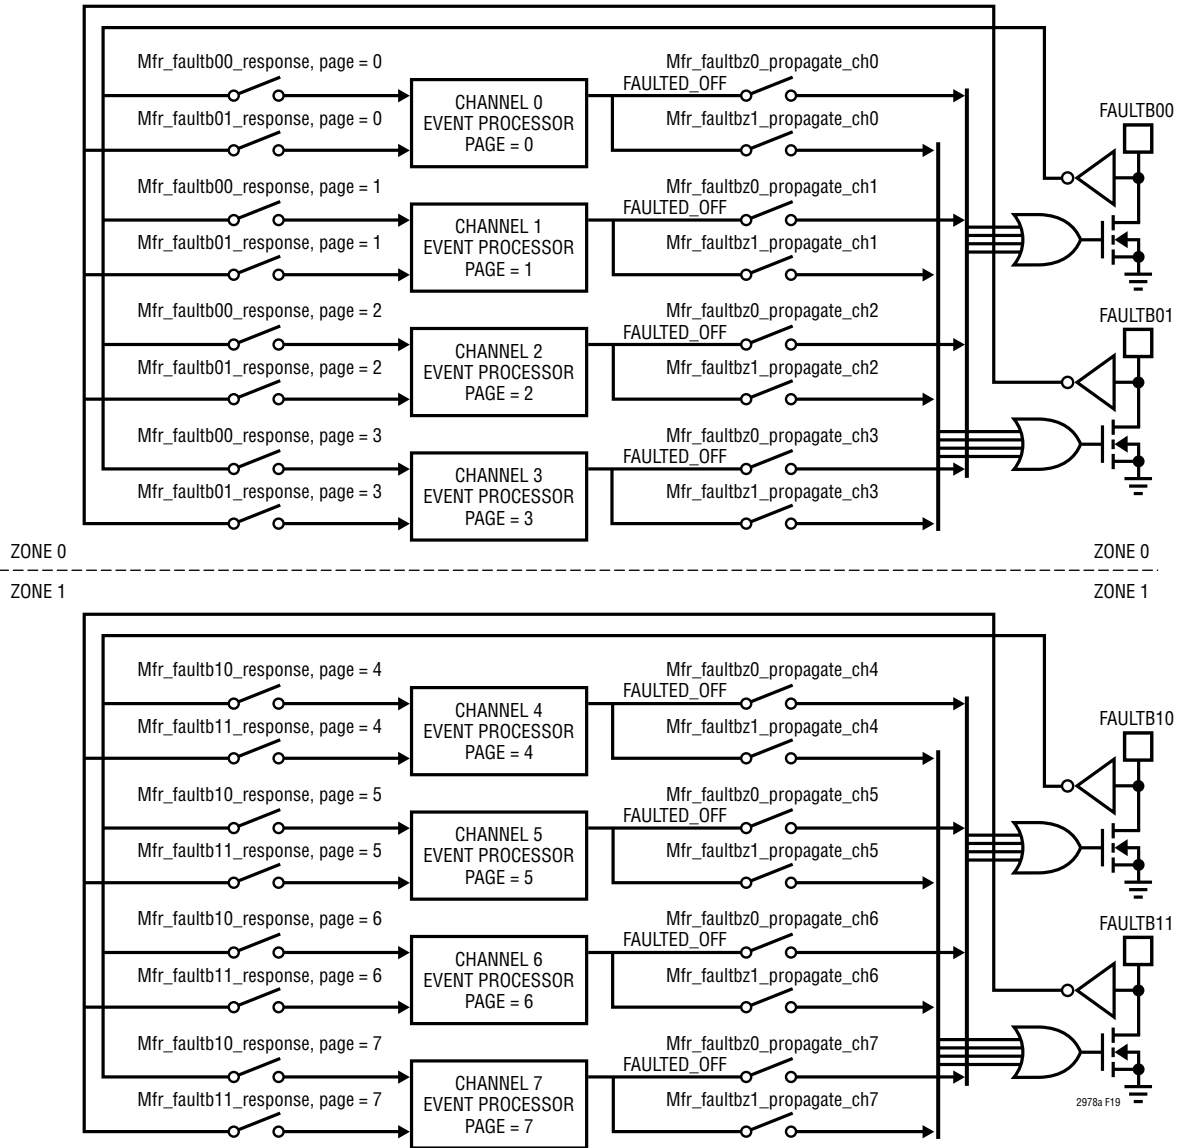 Mfr_faultb00_response, page = 0
Mfr_faultbz0_propagate_ch0
FAULTED_OFF
CHANNEL 0
EVENT PROCESSOR
PAGE = 0
Mfr_faultb01_response, page = 0
Mfr_faultbz1_propagate_ch0
FAULTB00
Mfr_faultb00_response, page = 1
Mfr_faultbz0_propagate_ch1
FAULTED_OFF
CHANNEL 1
EVENT PROCESSOR
PAGE = 1
Mfr_faultb01_response, page = 1
Mfr_faultbz1_propagate_ch1
Mfr_faultb00_response, page = 2
Mfr_faultbz0_propagate_ch2
FAULTED_OFF
FAULTB01
CHANNEL 2
EVENT PROCESSOR
PAGE = 2
Mfr_faultb01_response, page = 2
Mfr_faultbz1_propagate_ch2
Mfr_faultb00_response, page = 3
Mfr_faultbz0_propagate_ch3
FAULTED_OFF
CHANNEL 3
EVENT PROCESSOR
PAGE = 3
Mfr_faultb01_response, page = 3
Mfr_faultbz1_propagate_ch3
ZONE 0
ZONE 0
ZONE 1
ZONE 1
Mfr_faultb10_response, page = 4
Mfr_faultbz0_propagate_ch4
FAULTED_OFF
CHANNEL 4
EVENT PROCESSOR
PAGE = 4
Mfr_faultb11_response, page = 4
Mfr_faultbz1_propagate_ch4
FAULTB10
Mfr_faultb10_response, page = 5
Mfr_faultbz0_propagate_ch5
FAULTED_OFF
CHANNEL 5
EVENT PROCESSOR
PAGE = 5
Mfr_faultb11_response, page = 5
Mfr_faultbz1_propagate_ch5
Mfr_faultb10_response, page = 6
Mfr_faultbz0_propagate_ch6
FAULTED_OFF
FAULTB11
CHANNEL 6
EVENT PROCESSOR
PAGE = 6
Mfr_faultb11_response, page = 6
Mfr_faultbz1_propagate_ch6
Mfr_faultb10_response, page = 7
Mfr_faultbz0_propagate_ch7
FAULTED_OFF
CHANNEL 7
EVENT PROCESSOR
PAGE = 7
Mfr_faultb11_response, page = 7
Mfr_faultbz1_propagate_ch7
2978a F19